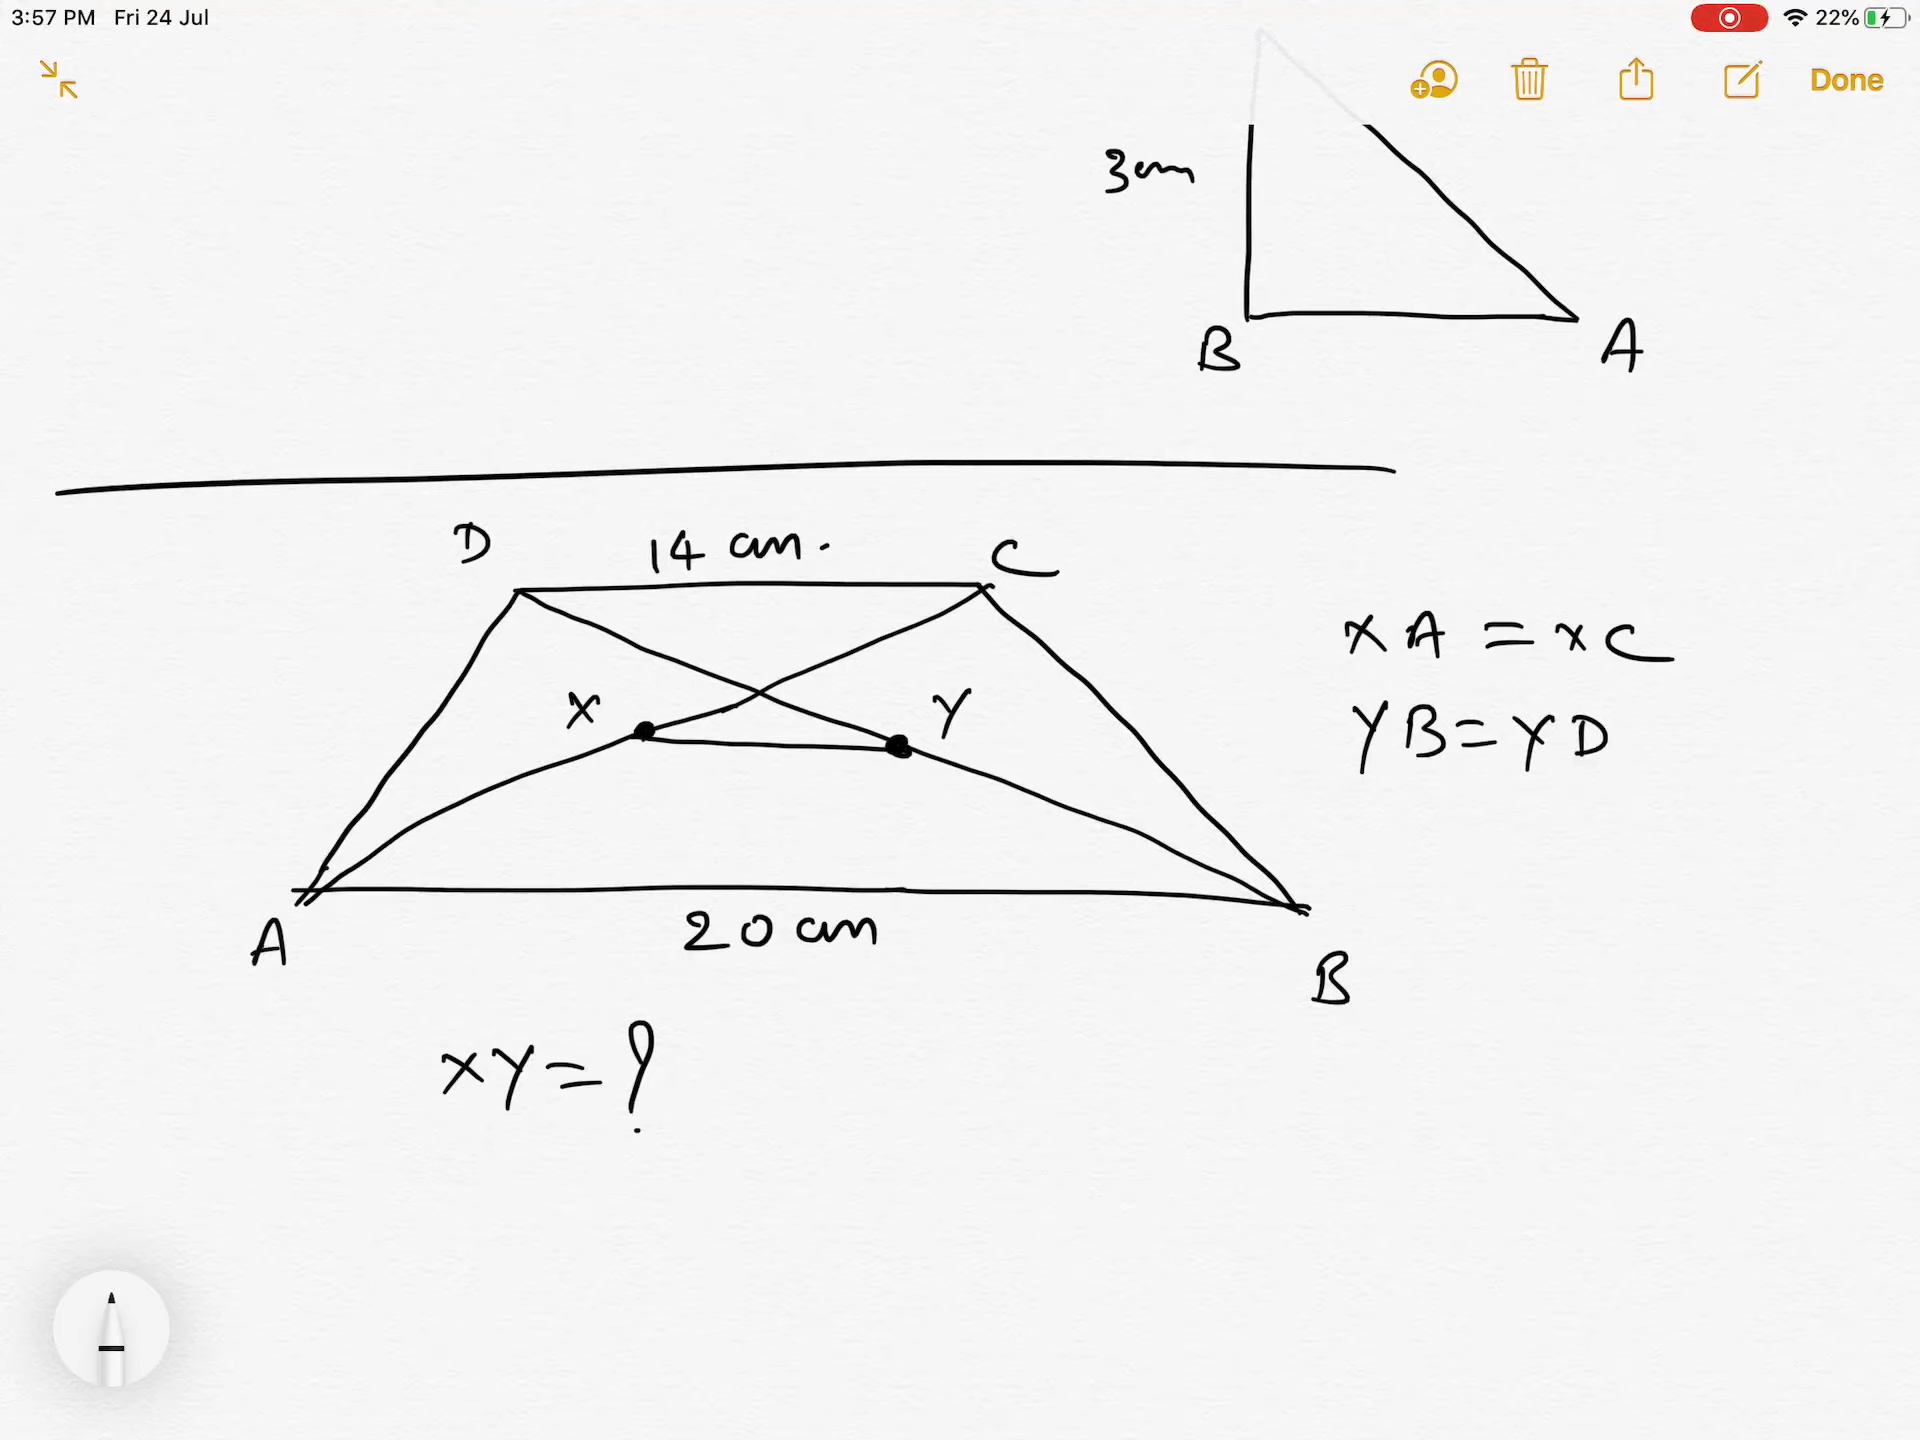 3:57 PM Fri 24 Jul
22%
Done
3cm
B
A
D
14 cm.
C
XA = XC
X
Y
YB = YD
A
20 cm
B
XY = ?